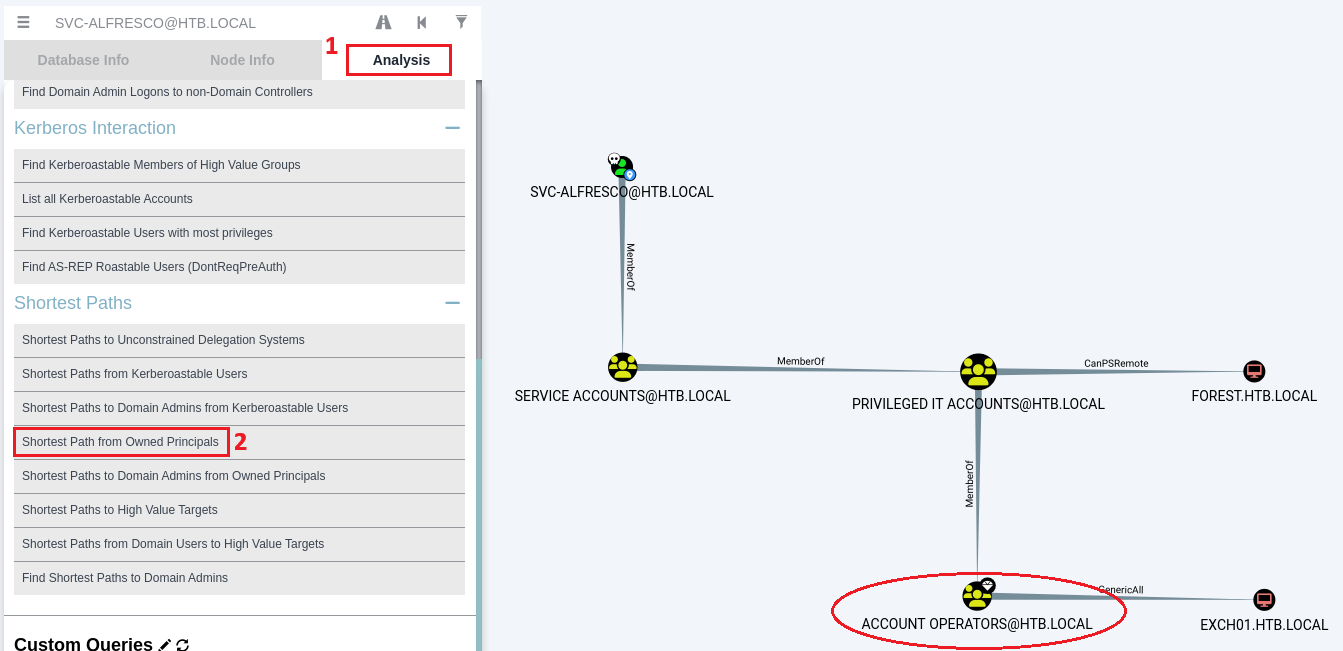 SVC-ALFRESCO@HTB.LOCAL
Database Info
Node Info
1
Analysis
Find Domain Admin Logons to non-Domain Controllers
Kerberos Interaction
Find Kerberoastable Members of High Value Groups
List all Kerberoastable Accounts
Find Kerberoastable Users with most privileges
Find AS-REP Roastable Users (DontReqPreAuth)
Shortest Paths
Shortest Paths to Unconstrained Delegation Systems
Shortest Paths from Kerberoastable Users
Shortest Paths to Domain Admins from Kerberoastable Users
Shortest Path from Owned Principals
2
Shortest Paths to Domain Admins from Owned Principals
Shortest Paths to High Value Targets
Shortest Paths from Domain Users to High Value Targets
Find Shortest Paths to Domain Admins
Custom Queries
SVC-ALFRESCO@HTB.LOCAL
MemberOf
SERVICE ACCOUNTS@HTB.LOCAL
MemberOf
PRIVILEGED IT ACCOUNTS@HTB.LOCAL
CanPSRemote
FOREST.HTB.LOCAL
MemberOf
ACCOUNT OPERATORS@HTB.LOCAL
GenericAll
EXCH01.HTB.LOCAL